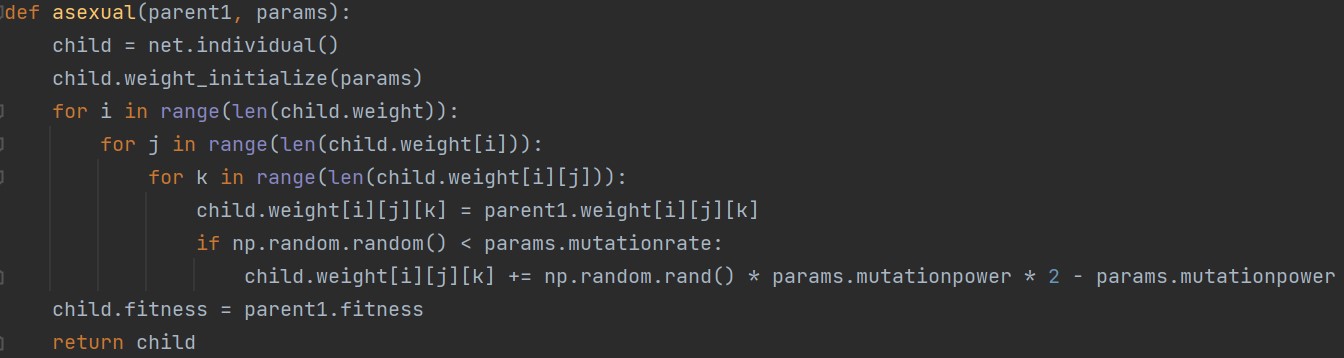 def asexual(parent1, params):
    child = net.individual()
    child.weight_initialize(params)
    for i in range(len(child.weight)):
        for j in range(len(child.weight[i])):
            for k in range(len(child.weight[i][j])):
                child.weight[i][j][k] = parent1.weight[i][j][k]
                if np.random.random() < params.mutationrate:
                    child.weight[i][j][k] += np.random.rand() * params.mutationpower * 2 - params.mutationpower
    child.fitness = parent1.fitness
    return child